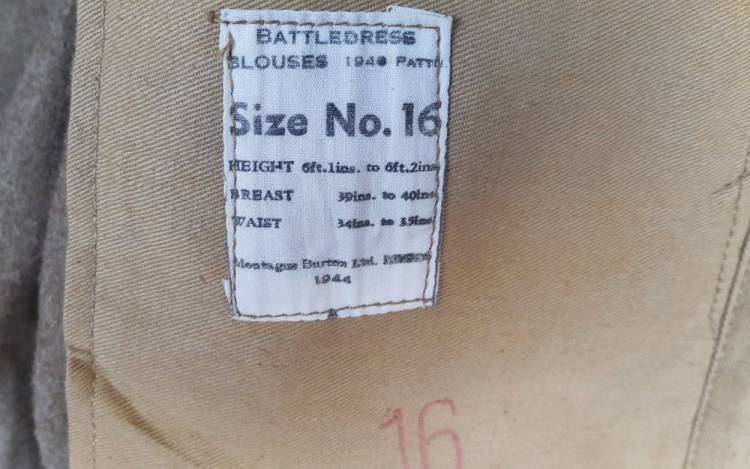 BATTLEDRESS
BLOUSES 1940 PATTN
Size No. 16
HEIGHT 6ft.1ins. to 6ft.2ins
BREAST 39ins. to 40ins
WAIST 34ins. to 35ins
Montague Burton Ltd.
1944
16